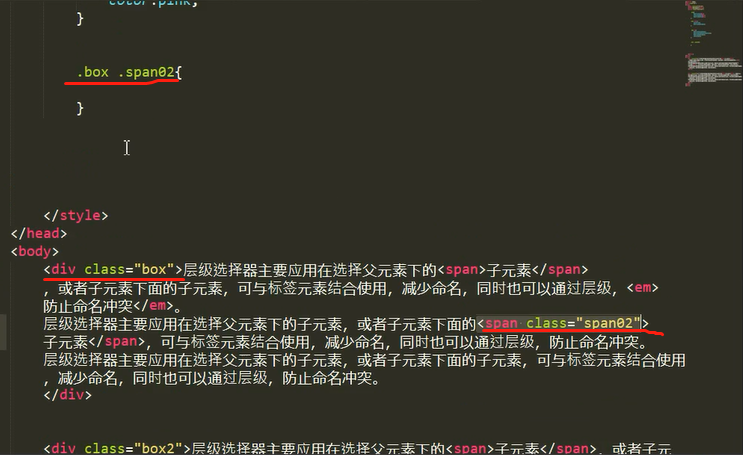 color:pink;
}
.box .span02{
}
</style>
</head>
<body>
<div class="box">层级选择器主要应用在选择父元素下的<span>子元素</span>
，或者子元素下面的子元素，可与标签元素结合使用，减少命名，同时也可以通过层级，<em>
防止命名冲突</em>。
层级选择器主要应用在选择父元素下的子元素，或者子元素下面的<span class="span02">
子元素</span>，可与标签元素结合使用，减少命名，同时也可以通过层级，防止命名冲突。
层级选择器主要应用在选择父元素下的子元素，或者子元素下面的子元素，可与标签元素结合使用
，减少命名，同时也可以通过层级，防止命名冲突。
</div>
<div class="box2">层级选择器主要应用在选择父元素下的<span>子元素</span>，或者子元